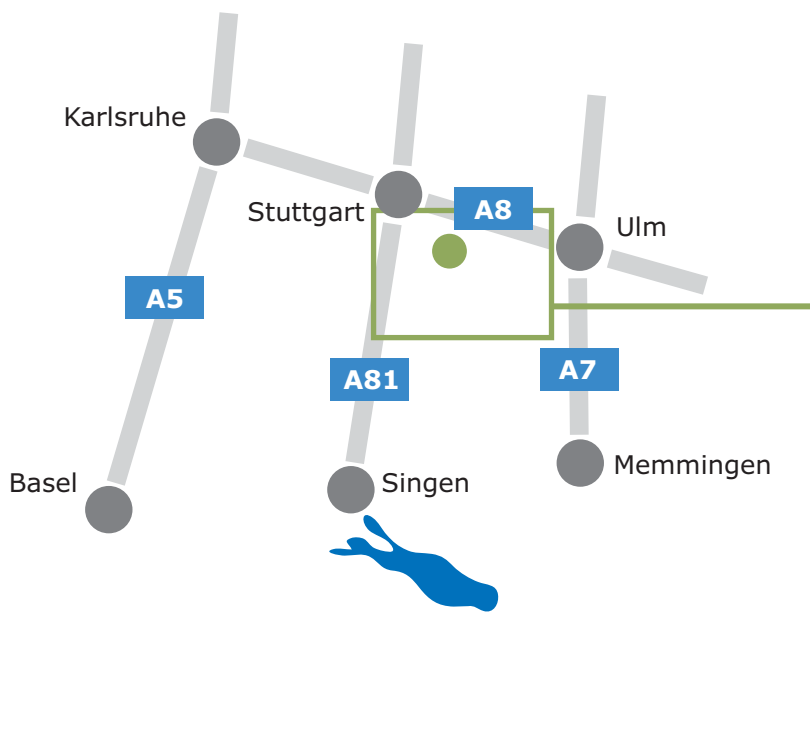 Karlsruhe
Stuttgart
A8
Ulm
A5
A81
A7
Basel
Singen
Memmingen